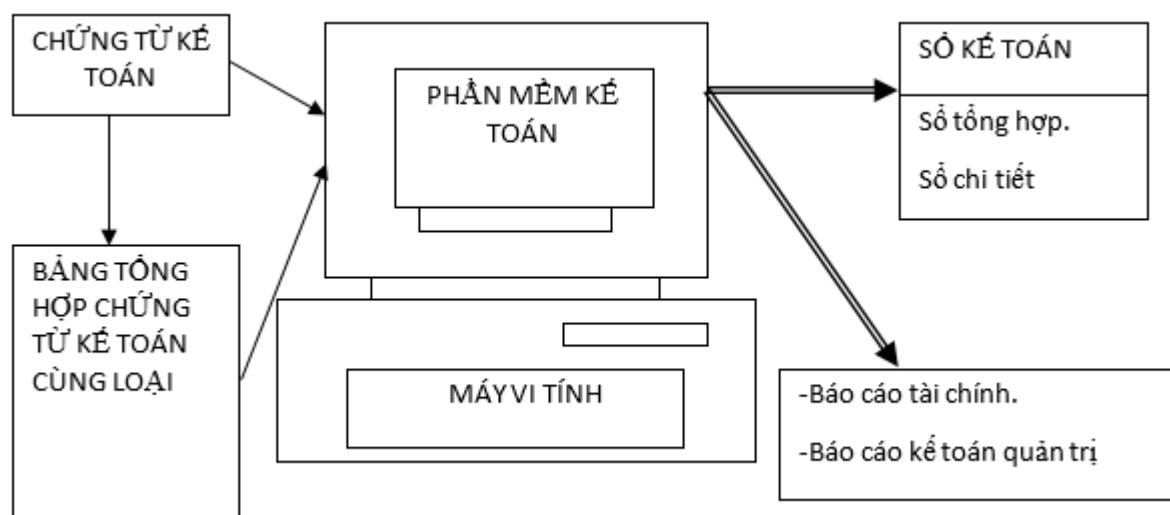 CHỨNG TỪ KẾ
TOÁN
PHẦN MỀM KẾ
TOÁN
SỔ KẾ TOÁN
Sổ tổng hợp.
Sổ chi tiết
BẢNG TỔNG
HỢP CHỨNG
TỪ KẾ TOÁN
CÙNG LOẠI
MÁY VI TÍNH
-Báo cáo tài chính.
-Báo cáo kế toán quản trị